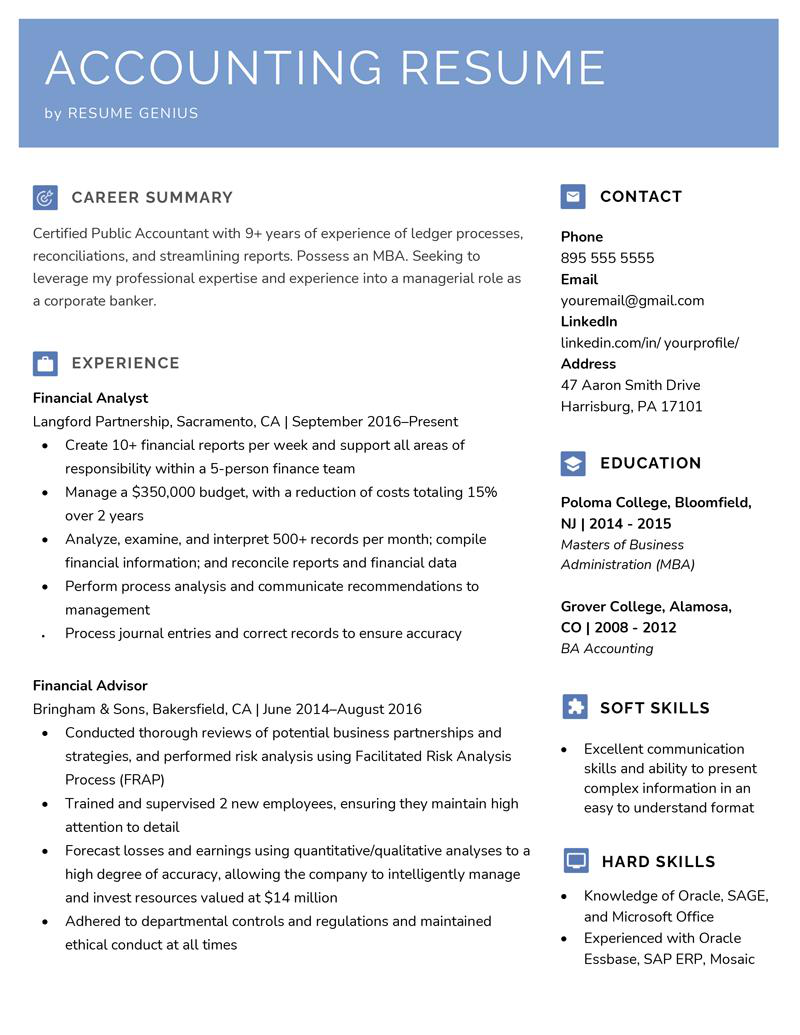 ACCOUNTING RESUME
by RESUME GENIUS
CAREER SUMMARY
Certified Public Accountant with 9+ years of experience of ledger processes,
reconciliations, and streamlining reports. Possess an MBA. Seeking to
leverage my professional expertise and experience into a managerial role as
a corporate banker.
EXPERIENCE
Financial Analyst
Langford Partnership, Sacramento, CA | September 2016–Present
• Create 10+ financial reports per week and support all areas of
responsibility within a 5-person finance team
• Manage a $350,000 budget, with a reduction of costs totaling 15%
over 2 years
• Analyze, examine, and interpret 500+ records per month; compile
financial information; and reconcile reports and financial data
• Perform process analysis and communicate recommendations to
management
• Process journal entries and correct records to ensure accuracy
Financial Advisor
Bringham & Sons, Bakersfield, CA | June 2014–August 2016
• Conducted thorough reviews of potential business partnerships and
strategies, and performed risk analysis using Facilitated Risk Analysis
Process (FRAP)
• Trained and supervised 2 new employees, ensuring they maintain high
attention to detail
• Forecast losses and earnings using quantitative/qualitative analyses to a
high degree of accuracy, allowing the company to intelligently manage
and invest resources valued at $14 million
• Adhered to departmental controls and regulations and maintained
ethical conduct at all times
CONTACT
Phone
895 555 5555
Email
youremail@gmail.com
LinkedIn
linkedin.com/in/ yourprofile/
Address
47 Aaron Smith Drive
Harrisburg, PA 17101
EDUCATION
Poloma College, Bloomfield,
NJ | 2014 - 2015
Masters of Business
Administration (MBA)
Grover College, Alamosa,
CO | 2008 - 2012
BA Accounting
SOFT SKILLS
• Excellent communication
skills and ability to present
complex information in an
easy to understand format
HARD SKILLS
• Knowledge of Oracle, SAGE,
and Microsoft Office
• Experienced with Oracle
Essbase, SAP ERP, Mosaic